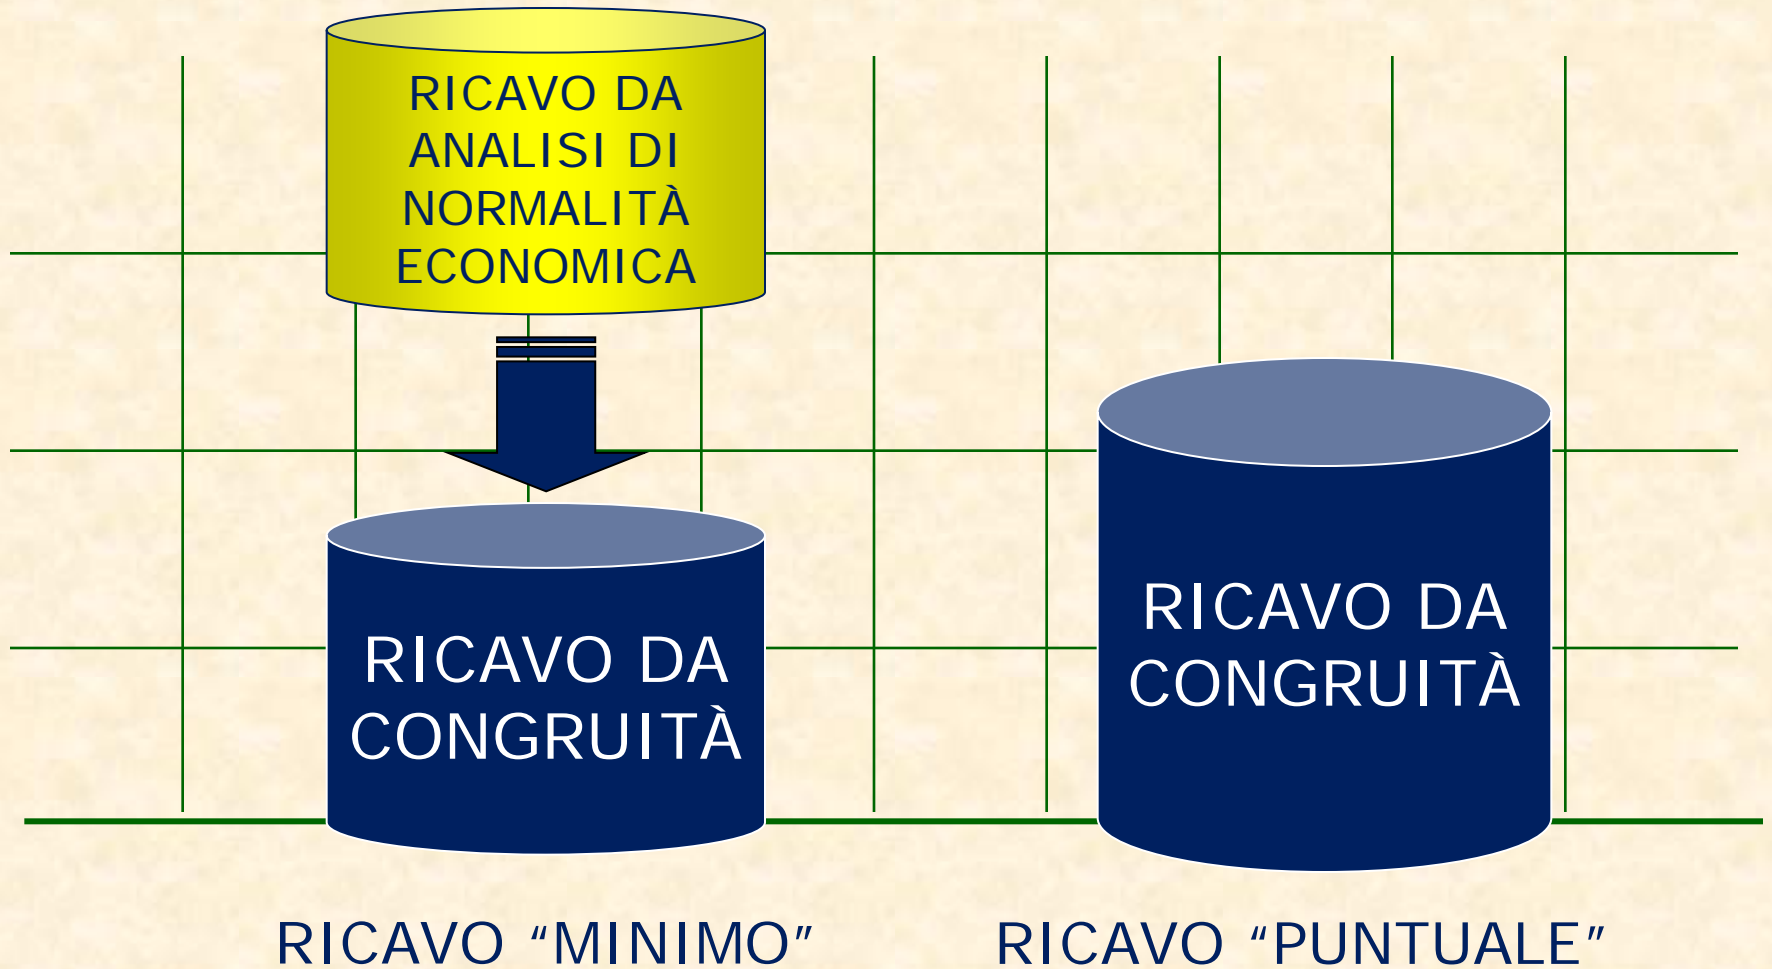 RICAVO DA
ANALISI DI
NORMALITÀ
ECONOMICA
RICAVO DA
CONGRUITÀ
RICAVO DA
CONGRUITÀ
RICAVO “MINIMO”
RICAVO “PUNTUALE”